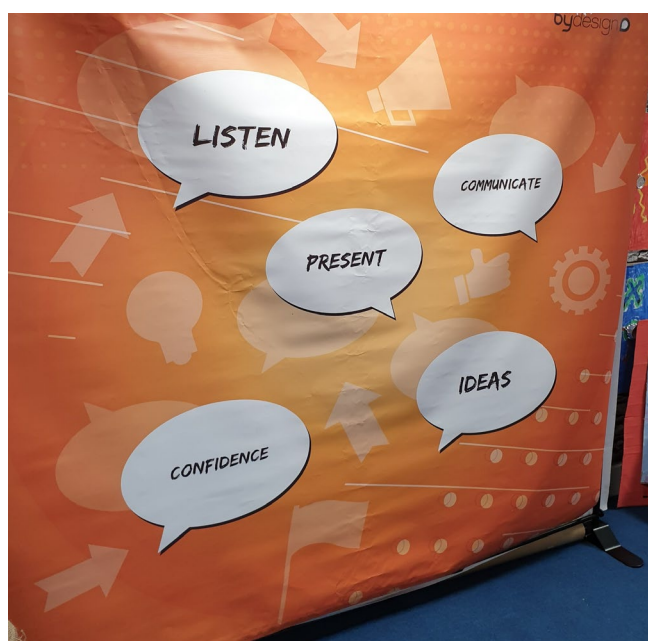 bydesign
LISTEN
COMMUNICATE
PRESENT
IDEAS
CONFIDENCE